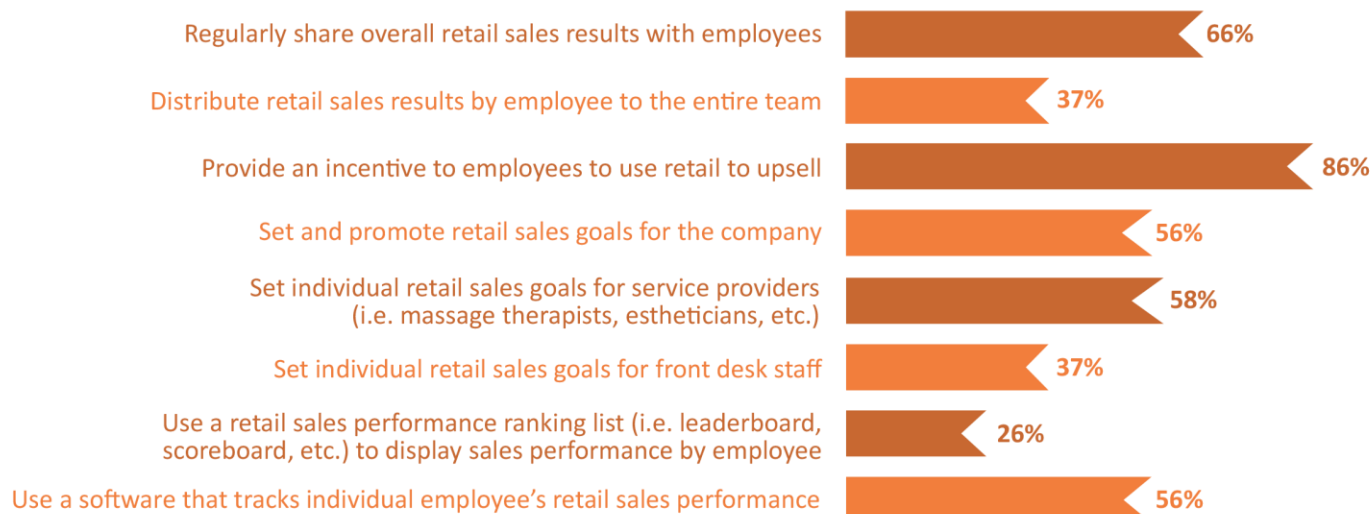 Regularly share overall retail sales results with employees 66%
Distribute retail sales results by employee to the entire team 37%
Provide an incentive to employees to use retail to upsell 86%
Set and promote retail sales goals for the company 56%
Set individual retail sales goals for service providers
(i.e. massage therapists, estheticians, etc.) 58%
Set individual retail sales goals for front desk staff 37%
Use a retail sales performance ranking list (i.e. leaderboard,
scoreboard, etc.) to display sales performance by employee 26%
Use a software that tracks individual employee’s retail sales performance 56%